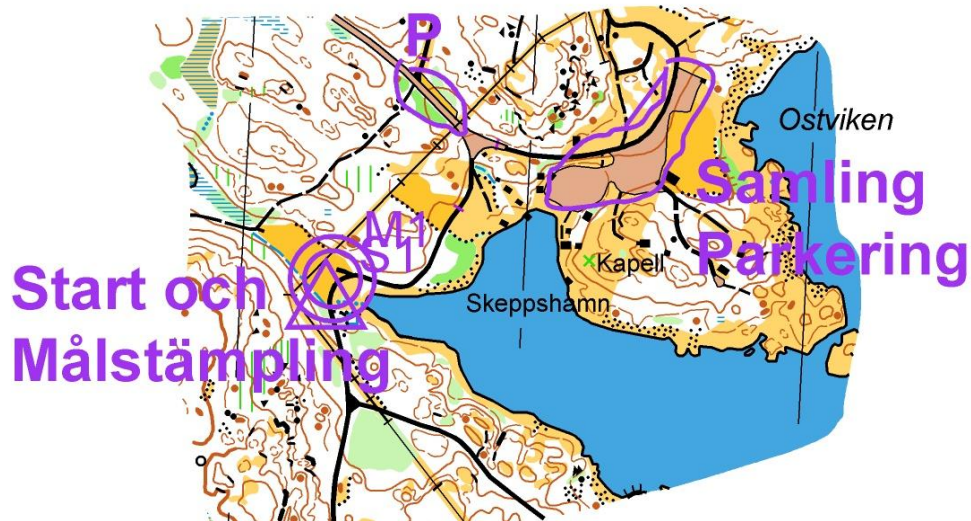 P
Ostviken
Samling
Parkering
M1
S1
Kapell
Skeppshamn
Start och
Målstämpling